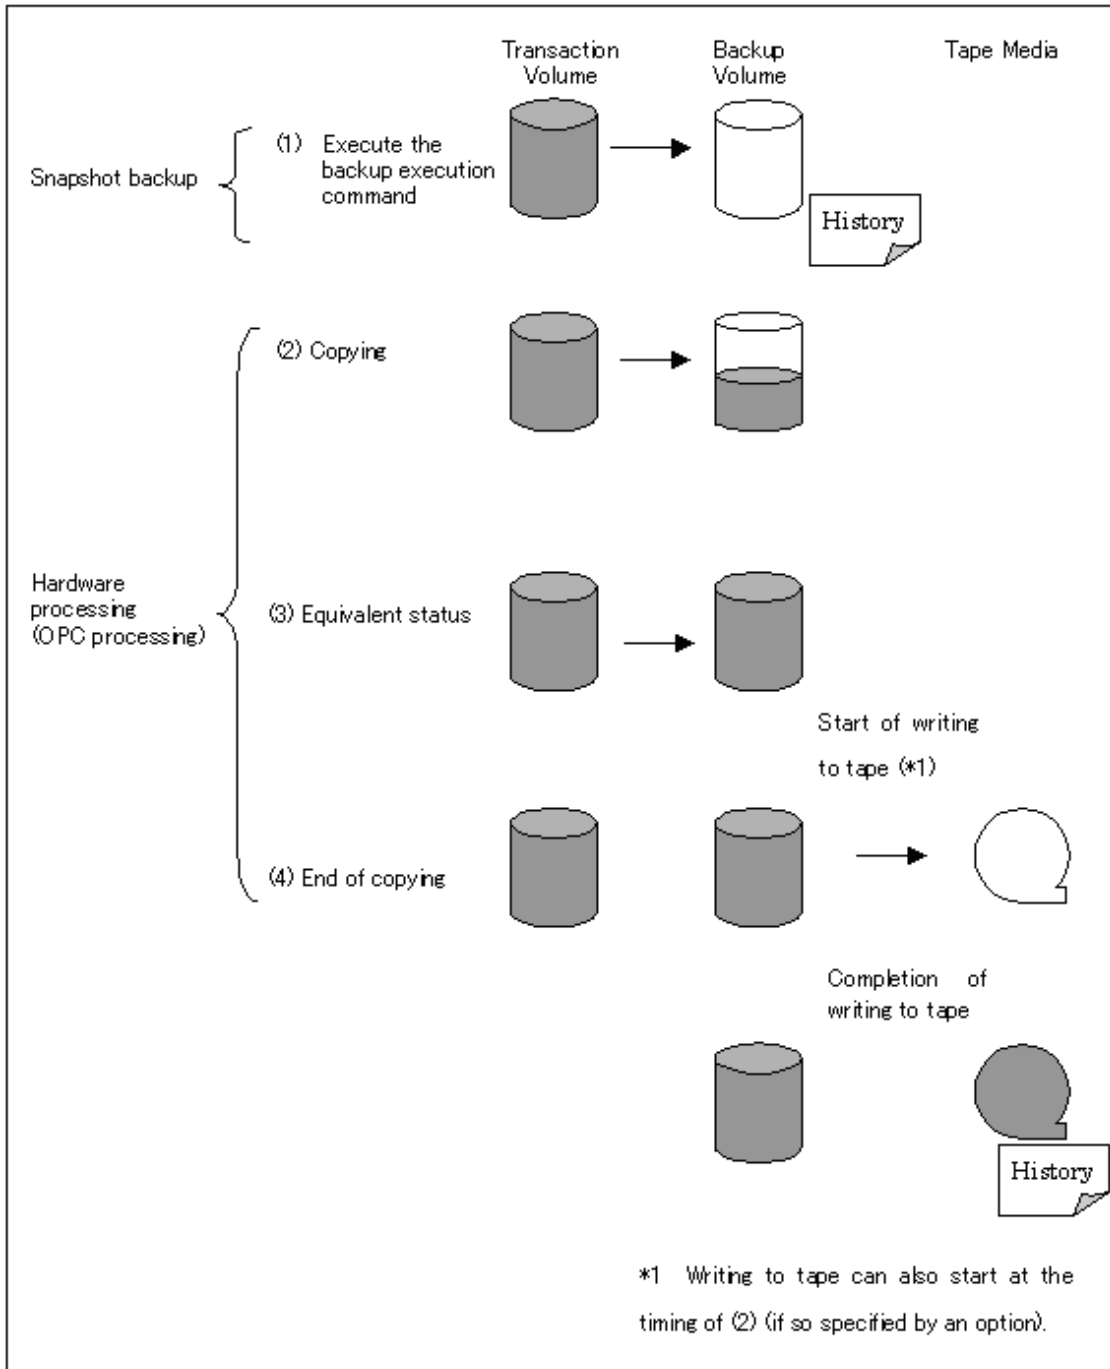 Transaction Volume
Backup Volume
Tape Media
Snapshot backup
(1) Execute the
backup execution
command
History
(2) Copying
Hardware
processing
(OPC processing)
(3) Equivalent status
Start of writing
to tape (*1)
(4) End of copying
Completion of
writing to tape
History
*1 Writing to tape can also start at the
timing of (2) (if so specified by an option).